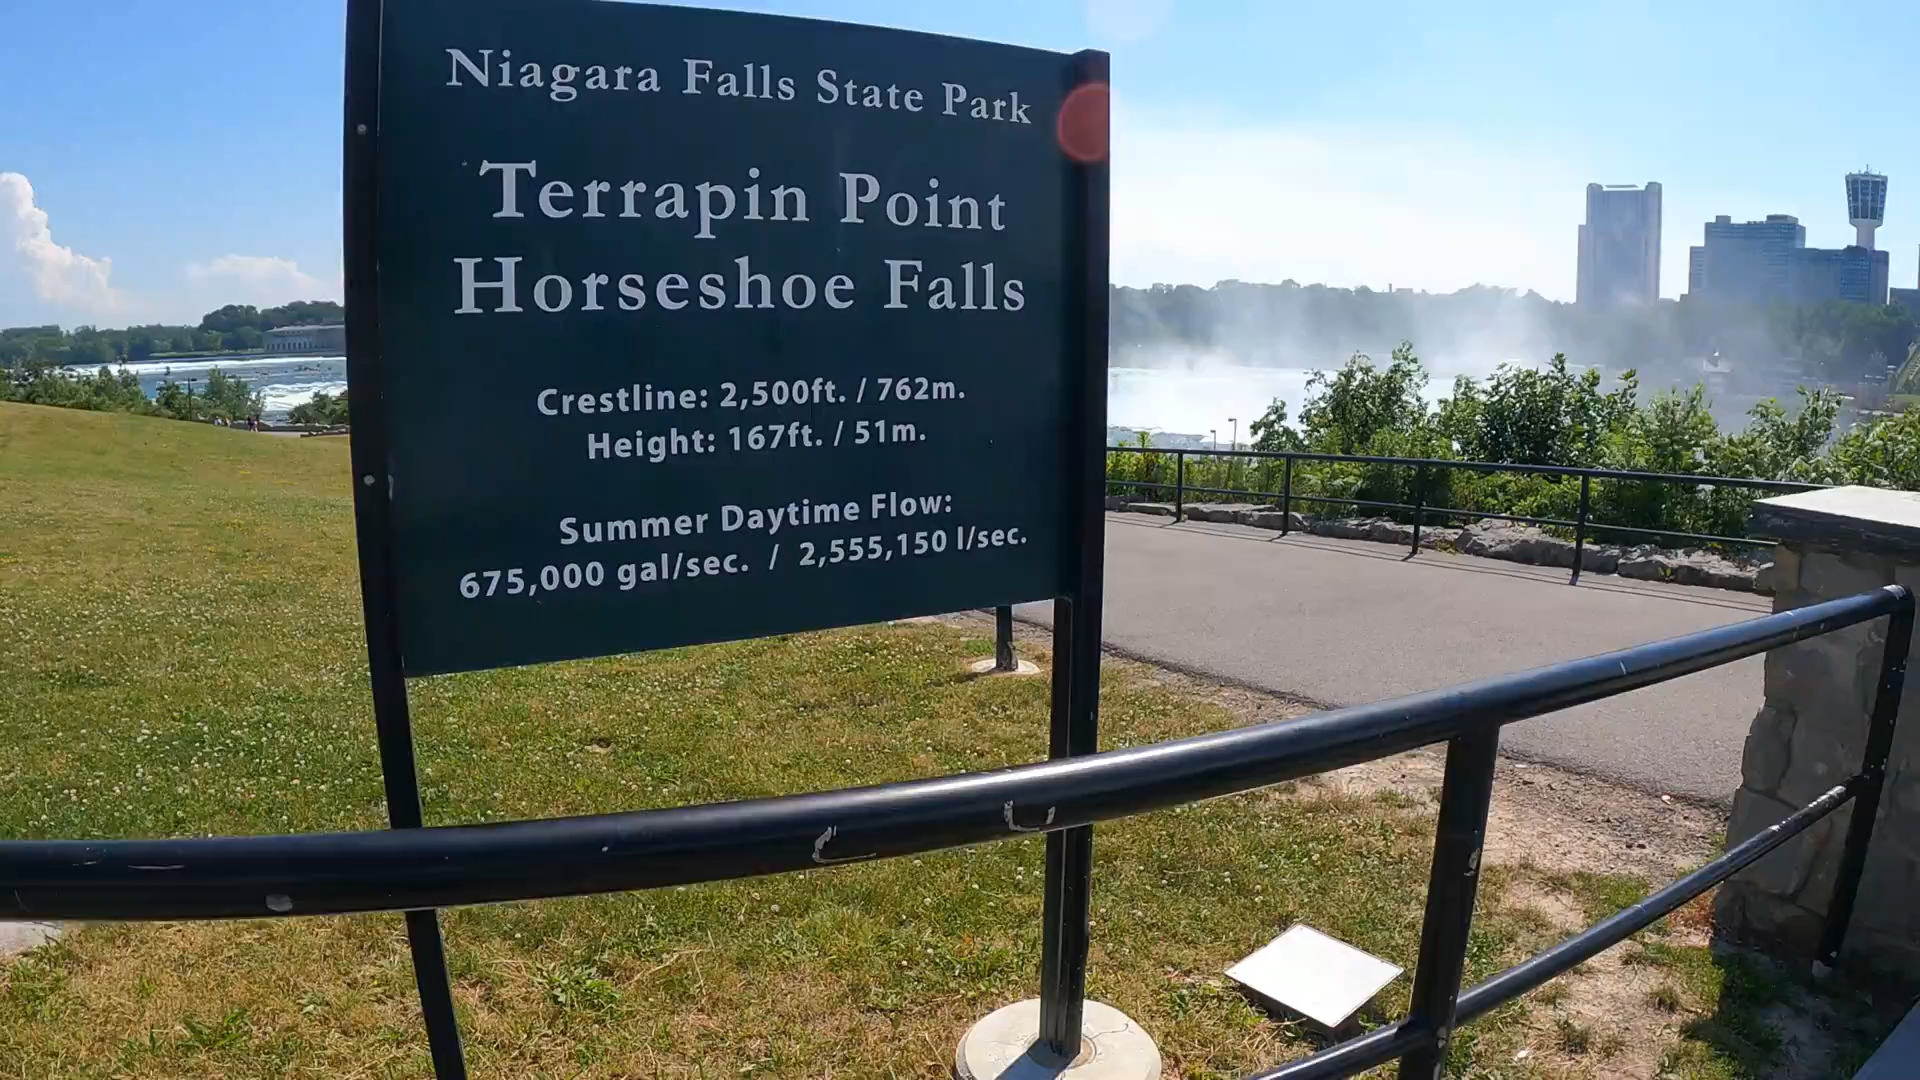 Niagara Falls State Park
Terrapin Point
Horseshoe Falls
Crestline: 2,500ft. / 762m.
Height: 167ft. / 51m.
Summer Daytime Flow:
675,000 gal/sec. / 2,555,150 l/sec.